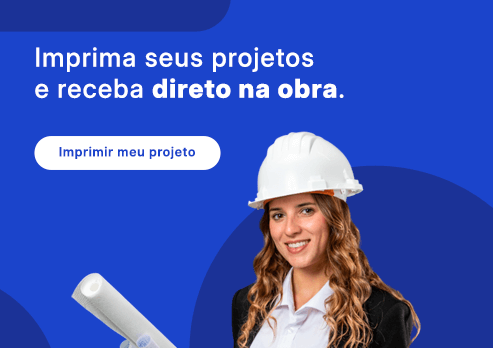 Imprima seus projetos
e receba direto na obra.
Imprimir meu projeto